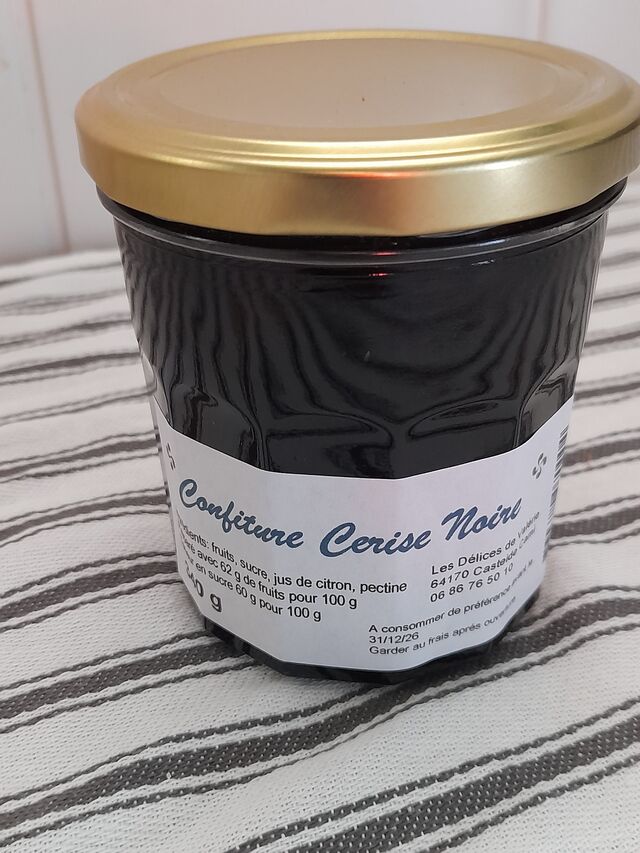 Confiture Cerise Noire
fruits, sucre, jus de citron, pectine
avec 62 g de fruits pour 100 g
en sucre 60 g pour 100 g
g
Les Délices de Valérie
64170 Casteide
06 86 76 50 10
A consommer de préférence
31/12/26
Garder au frais après